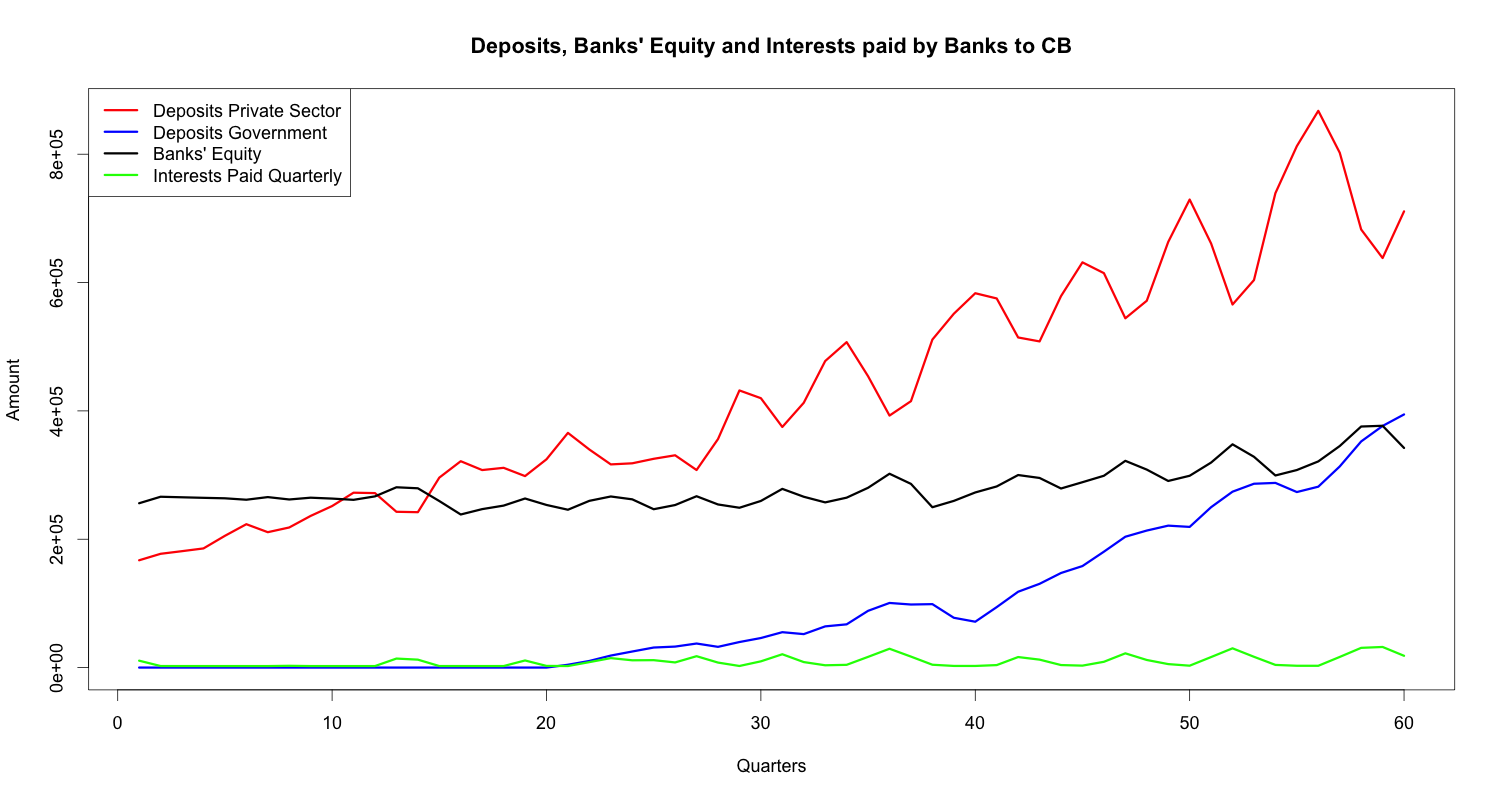 Deposits, Banks' Equity and Interests paid by Banks to CB
Deposits Private Sector
Deposits Government
Banks' Equity
Interests Paid Quarterly
Amount
8e+05
6e+05
4e+05
2e+05
0e+00
0 10 20 30 40 50 60
Quarters